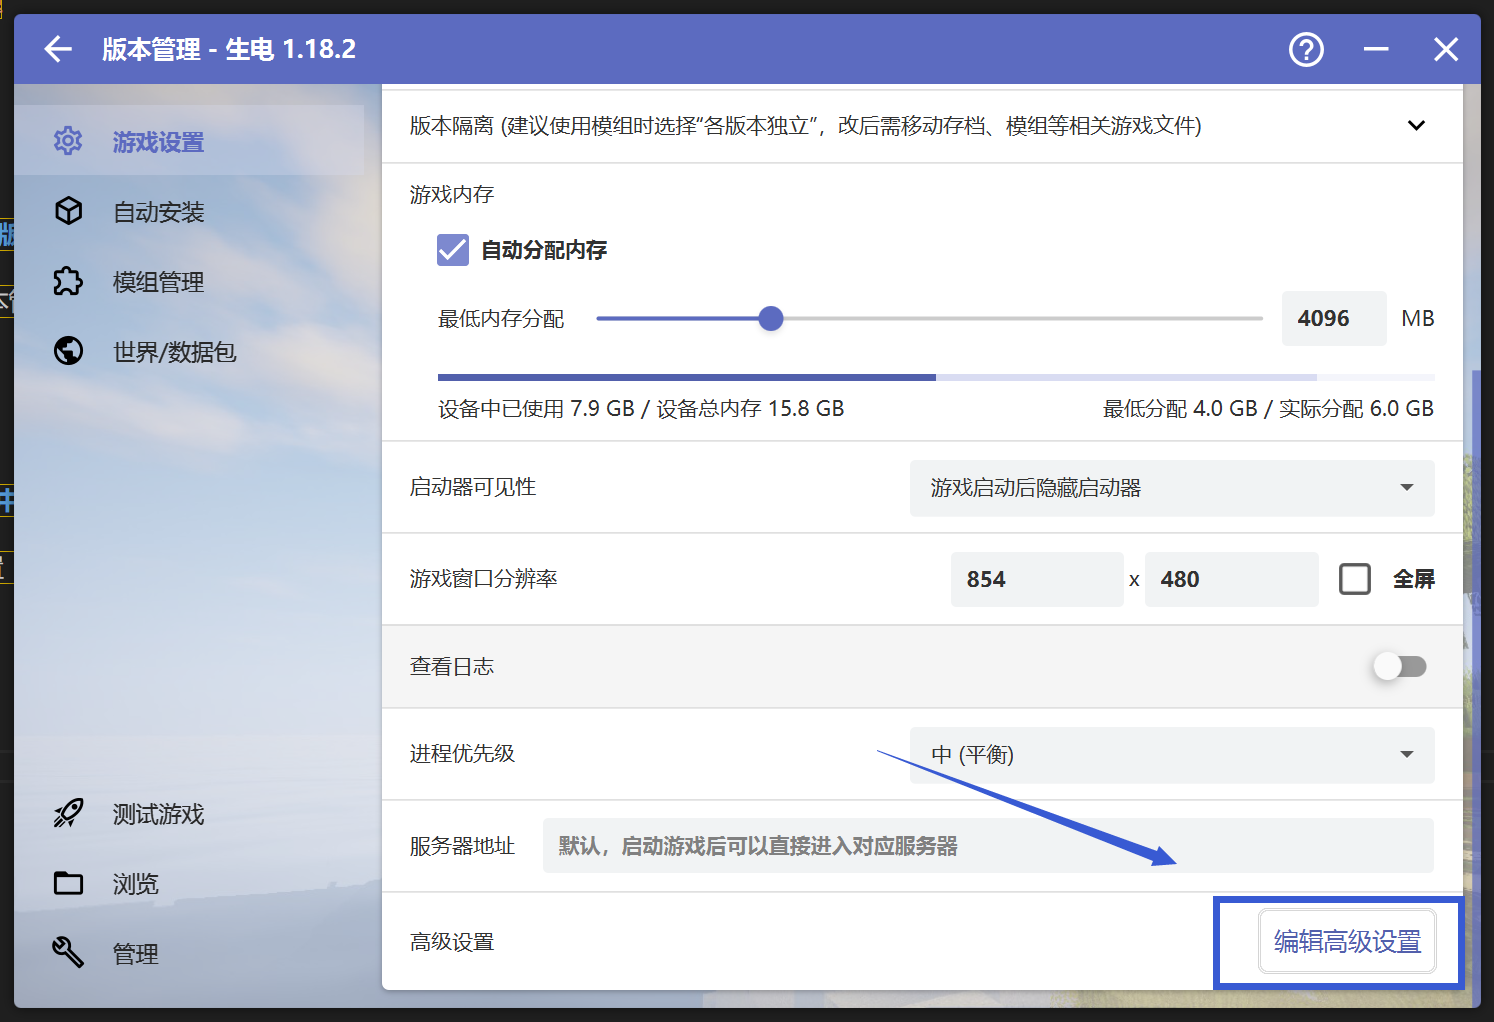 版本管理 - 生电 1.18.2
游戏设置
自动安装
模组管理
世界/数据包
测试游戏
浏览
管理
版本隔离 (建议使用模组时选择“各版本独立”，改后需移动存档、模组等相关游戏文件)
游戏内存
自动分配内存
最低内存分配 4096 MB
设备中已使用 7.9 GB / 设备总内存 15.8 GB 最低分配 4.0 GB / 实际分配 6.0 GB
启动器可见性 游戏启动后隐藏启动器
游戏窗口分辨率 854 x 480 全屏
查看日志
进程优先级 中 (平衡)
服务器地址 默认，启动游戏后可以直接进入对应服务器
高级设置 编辑高级设置